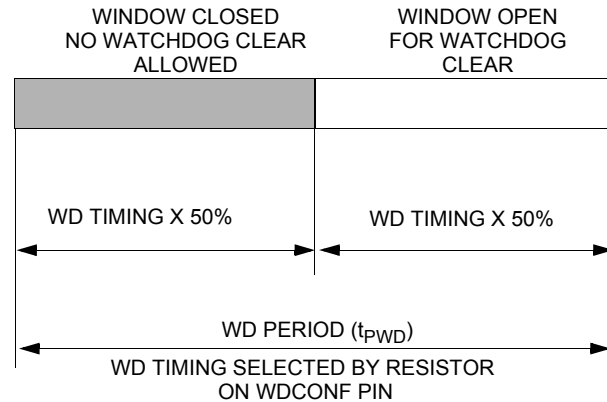 WINDOW CLOSED
NO WATCHDOG CLEAR
ALLOWED
WINDOW OPEN
FOR WATCHDOG
CLEAR
WD TIMING X 50%
WD TIMING X 50%
WD PERIOD (tPWD)
WD TIMING SELECTED BY RESISTOR
ON WDCONF PIN